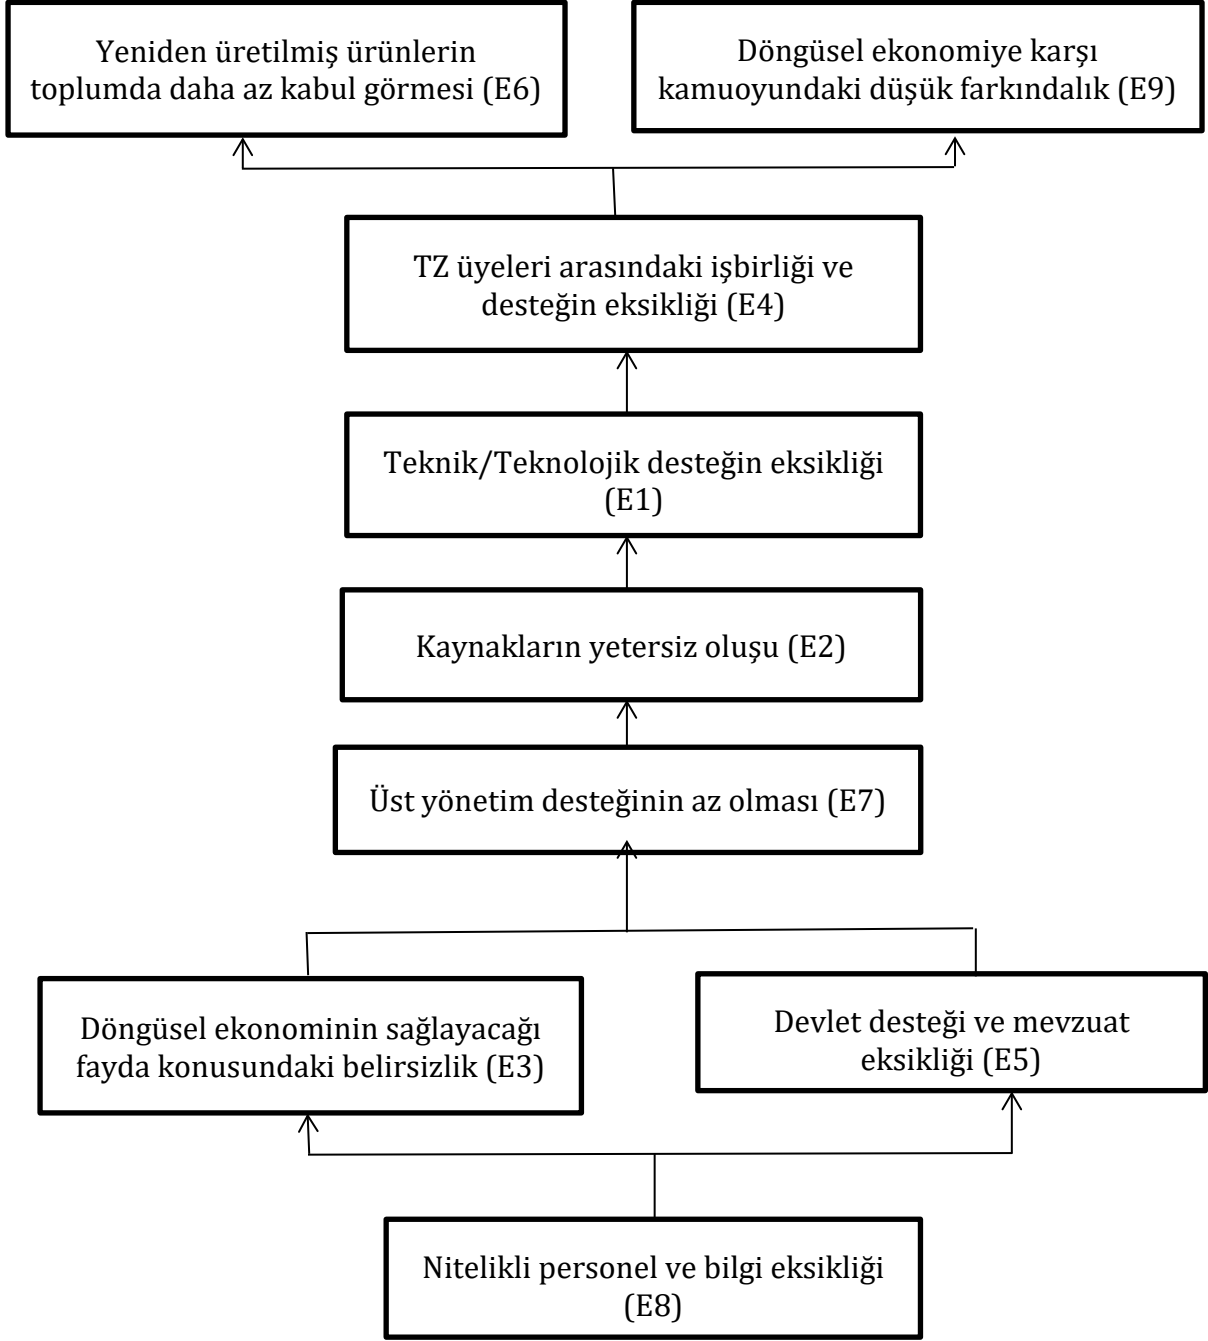 Yeniden üretilmiş ürünlerin
toplumda daha az kabul görmesi (E6)
Döngüsel ekonomiye karşı
kamuoyundaki düşük farkındalık (E9)
TZ üyeleri arasındaki işbirliği ve
desteğin eksikliği (E4)
Teknik/Teknolojik desteğin eksikliği
(E1)
Kaynakların yetersiz oluşu (E2)
Üst yönetim desteğinin az olması (E7)
Döngüsel ekonominin sağlayacağı
fayda konusundaki belirsizlik (E3)
Devlet desteği ve mevzuat
eksikliği (E5)
Nitelikli personel ve bilgi eksikliği
(E8)